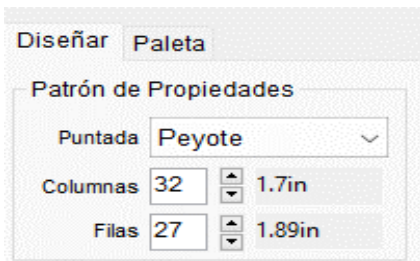 Diseñar Paleta
Patrón de Propiedades
Puntada Peyote
Columnas 32 1.7in
Filas 27 1.89in